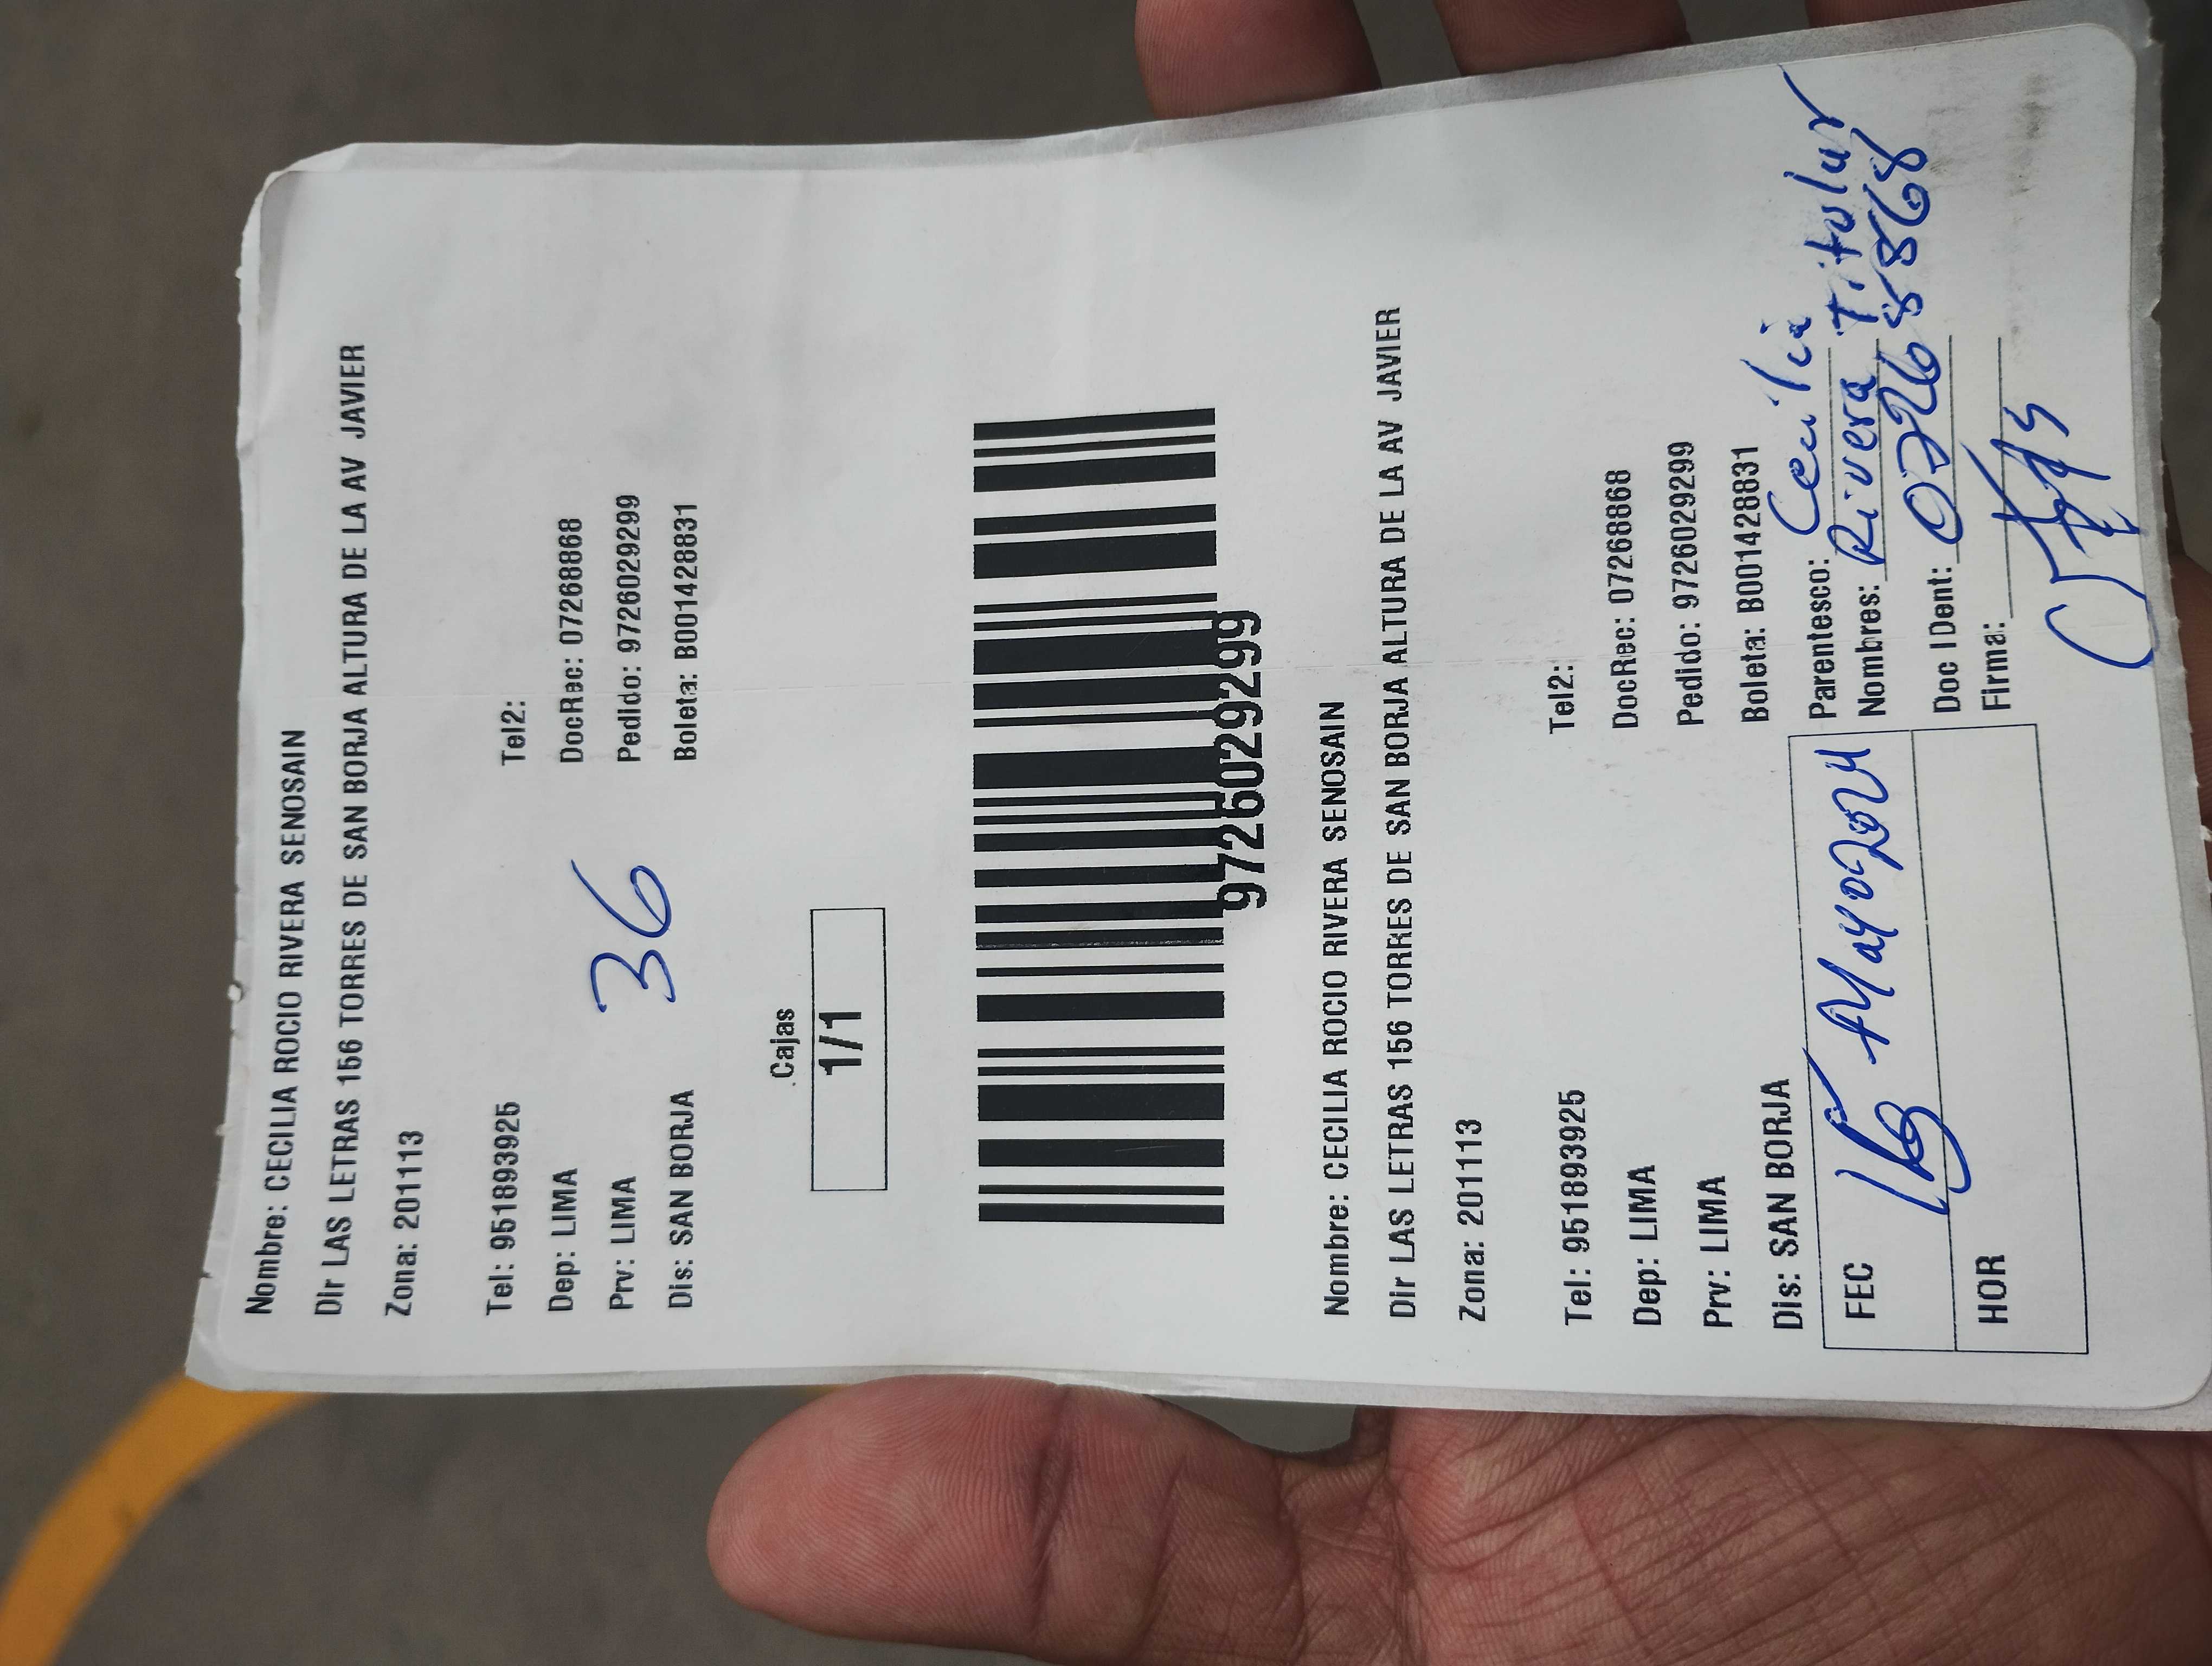 Nombre: CECILIA ROCIO RIVERA SENOSAIN
Dir LAS LETRAS 156 TORRES DE SAN BORJA ALTURA DE LA AV JAVIER
Zona: 201113
Tel: 951893925 Tel2:
Dep: LIMA DocRec: 07268868
Prv: LIMA 36 Pedido: 9726029299
Dis: SAN BORJA Boleta: B001428831
Cajas
1/1
9726029299
Nombre: CECILIA ROCIO RIVERA SENOSAIN
Dir LAS LETRAS 156 TORRES DE SAN BORJA ALTURA DE LA AV JAVIER
Zona: 201113
Tel: 951893925 Tel2:
Dep: LIMA DocRec: 07268868
Prv: LIMA Pedido: 9726029299
Dis: SAN BORJA Boleta: B001428831
FEC Mayo 2024 Parentesco: Cecilia
Nombres: Rivera Titular
HOR Doc IDent: 07268868
Firma: